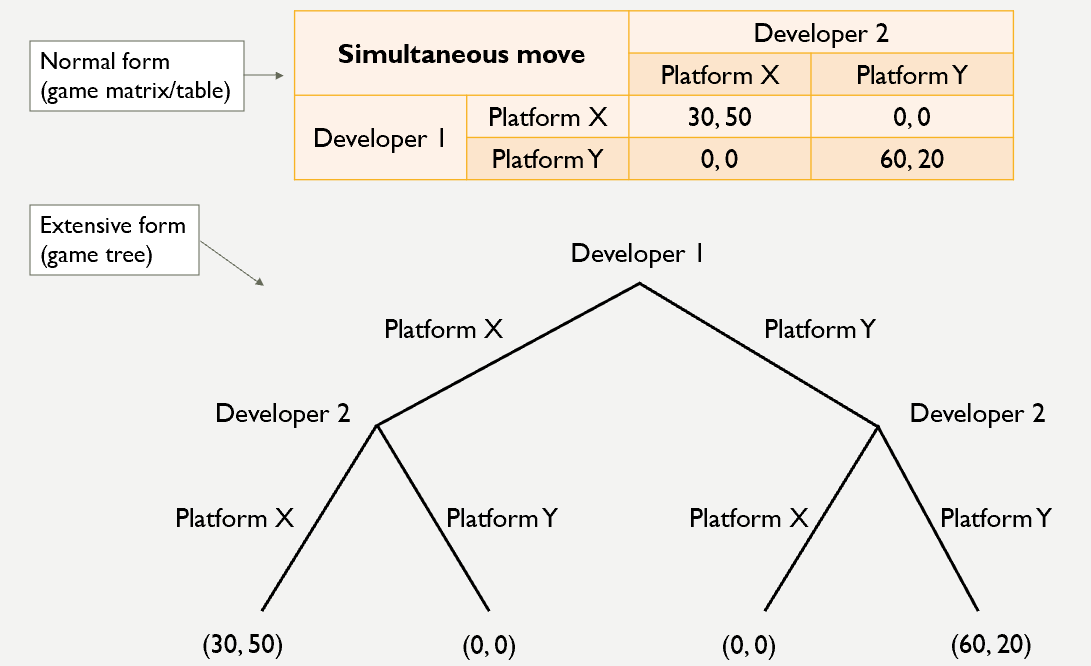 Normal form
(game matrix/table)
Simultaneous move
Developer 2
Platform X
Platform Y
Developer 1
Platform X
30, 50
0, 0
Platform Y
0, 0
60, 20
Extensive form
(game tree)
Developer 1
Platform X
Platform Y
Developer 2
Developer 2
Platform X
Platform Y
Platform X
Platform Y
(30, 50)
(0, 0)
(0, 0)
(60, 20)